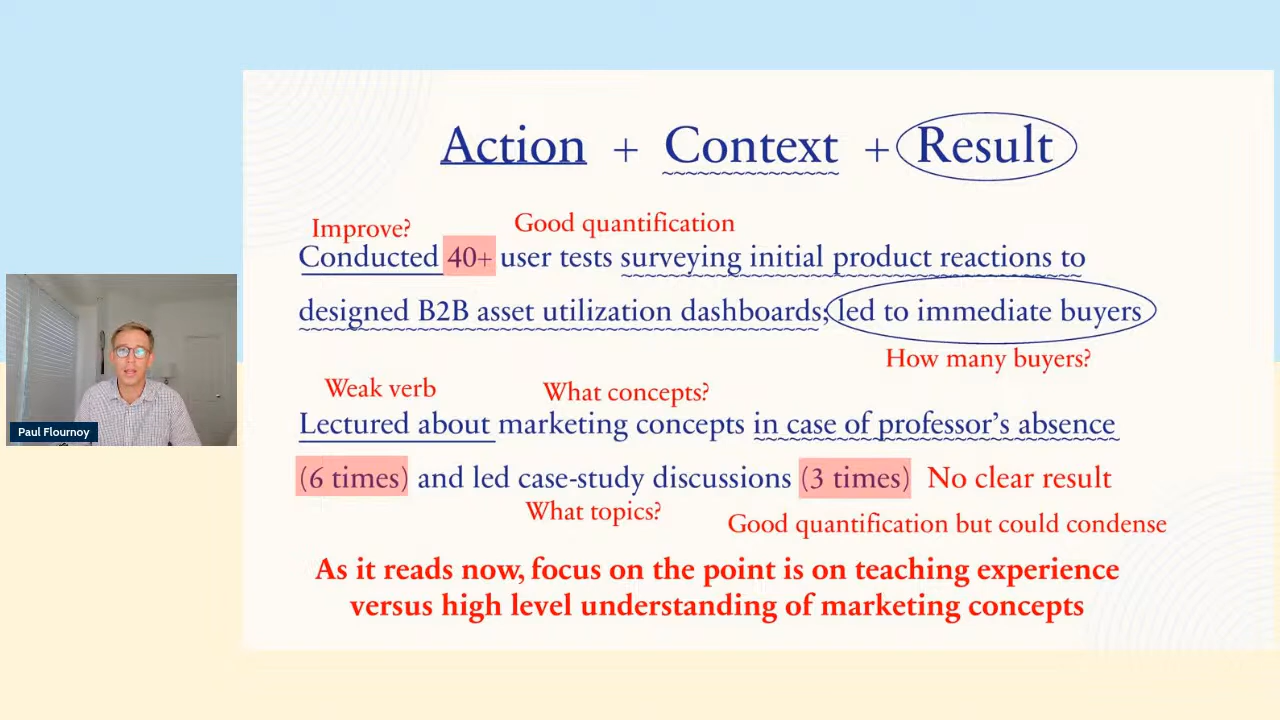 Action + Context + Result
Improve?
Good quantification
Conducted 40+ user tests surveying initial product reactions to
designed B2B asset utilization dashboards; led to immediate buyers
How many buyers?
Weak verb
What concepts?
Lectured about marketing concepts in case of professor’s absence
(6 times) and led case-study discussions (3 times) No clear result
What topics?
Good quantification but could condense
As it reads now, focus on the point is on teaching experience
versus high level understanding of marketing concepts
Paul Flournoy